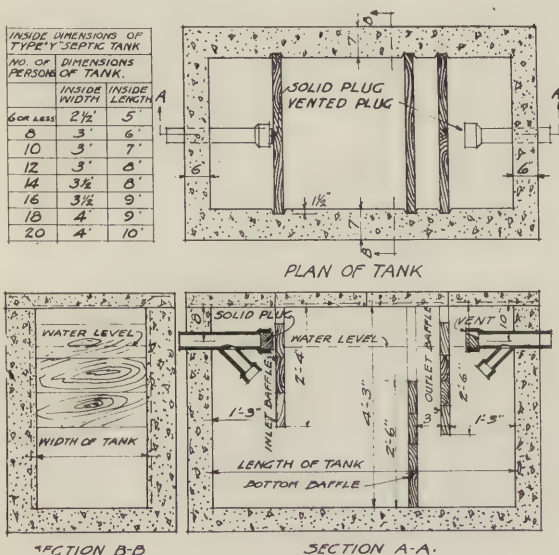 INSIDE DIMENSIONS OF
TYPE "Y" SEPTIC TANK
NO. OF PERSONS DIMENSIONS OF TANK.
INSIDE WIDTH INSIDE LENGTH
6 OR LESS 2½' 5'
8 3' 6'
10 3' 7'
12 3' 8'
14 3½' 8'
16 3½' 9'
18 4' 9'
20 4' 10'
B
7
A
SOLID PLUG
VENTED PLUG
A
6
6
1½"
7
B
PLAN OF TANK
WATER LEVEL
WIDTH OF TANK
SECTION B-B
8
SOLID PLUG
WATER LEVEL
INLET BAFFLE
2'-4"
1'-3"
4'-3"
2'-6"
OUTLET BAFFLE
2'-6"
3"
VENT
10
1'-3"
LENGTH OF TANK
BOTTOM BAFFLE
SECTION A-A.